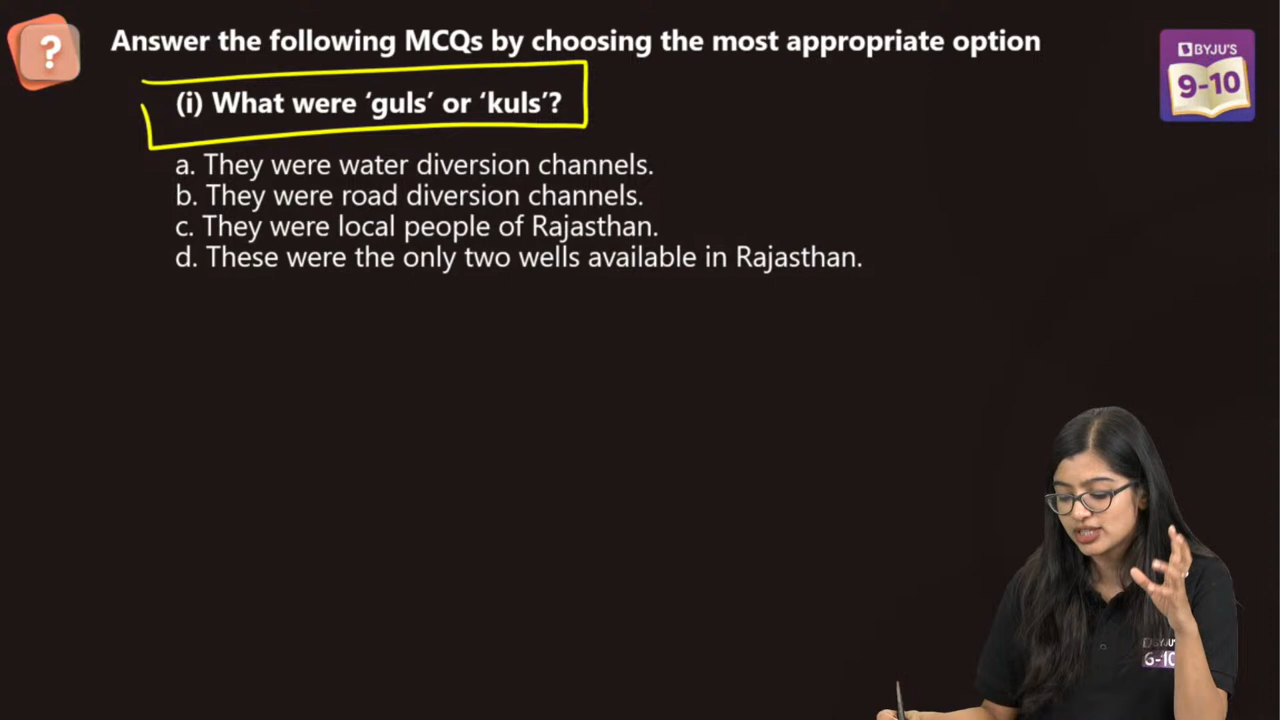 ?
Answer the following MCQs by choosing the most appropriate option
BYJU'S
9-10
(i) What were ‘guls’ or ‘kuls’?
a. They were water diversion channels.
b. They were road diversion channels.
c. They were local people of Rajasthan.
d. These were the only two wells available in Rajasthan.
BYJU'S